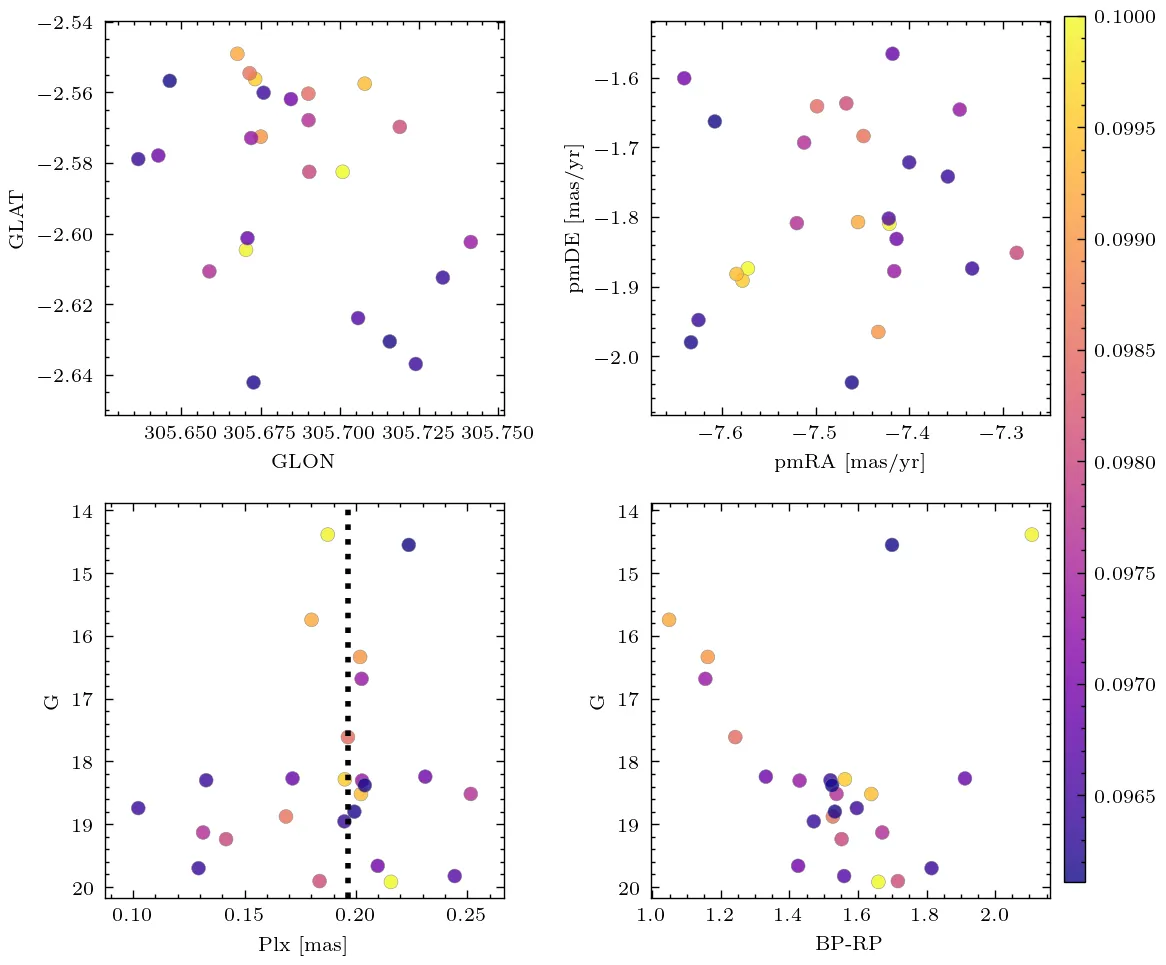 −2.54
−2.56
−2.58
−2.60
−2.62
−2.64
GLAT
305.650 305.675 305.700 305.725 305.750
GLON
−1.6
−1.7
−1.8
−1.9
−2.0
pmDE [mas/yr]
−7.6 −7.5 −7.4 −7.3
pmRA [mas/yr]
0.1000
0.0995
0.0990
0.0985
0.0980
0.0975
0.0970
0.0965
14
15
16
17
18
19
20
G
0.10 0.15 0.20 0.25
Plx [mas]
14
15
16
17
18
19
20
G
1.0 1.2 1.4 1.6 1.8 2.0
BP-RP